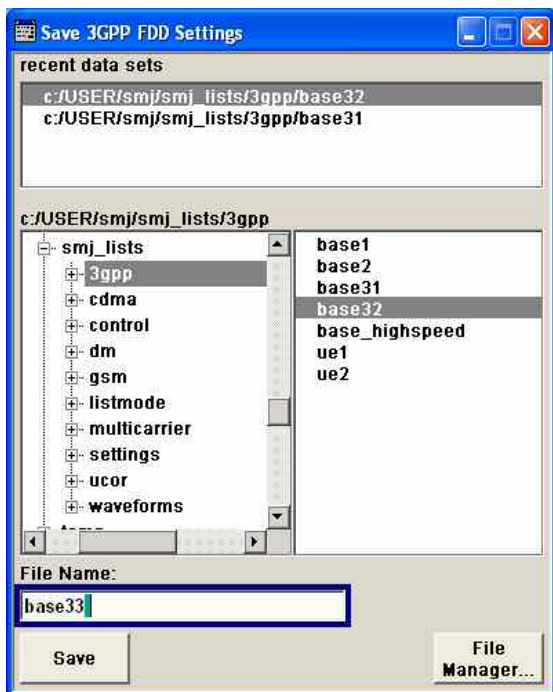 Save 3GPP FDD Settings
recent data sets
c:/USER/smj/smj_lists/3gpp/base32
c:/USER/smj/smj_lists/3gpp/base31
c:/USER/smj/smj_lists/3gpp
smj_lists
3gpp
cdma
control
dm
gsm
listmode
multicarrier
settings
ucor
waveforms
base1
base2
base31
base32
base_highspeed
ue1
ue2
File Name:
base33
Save
File
Manager...